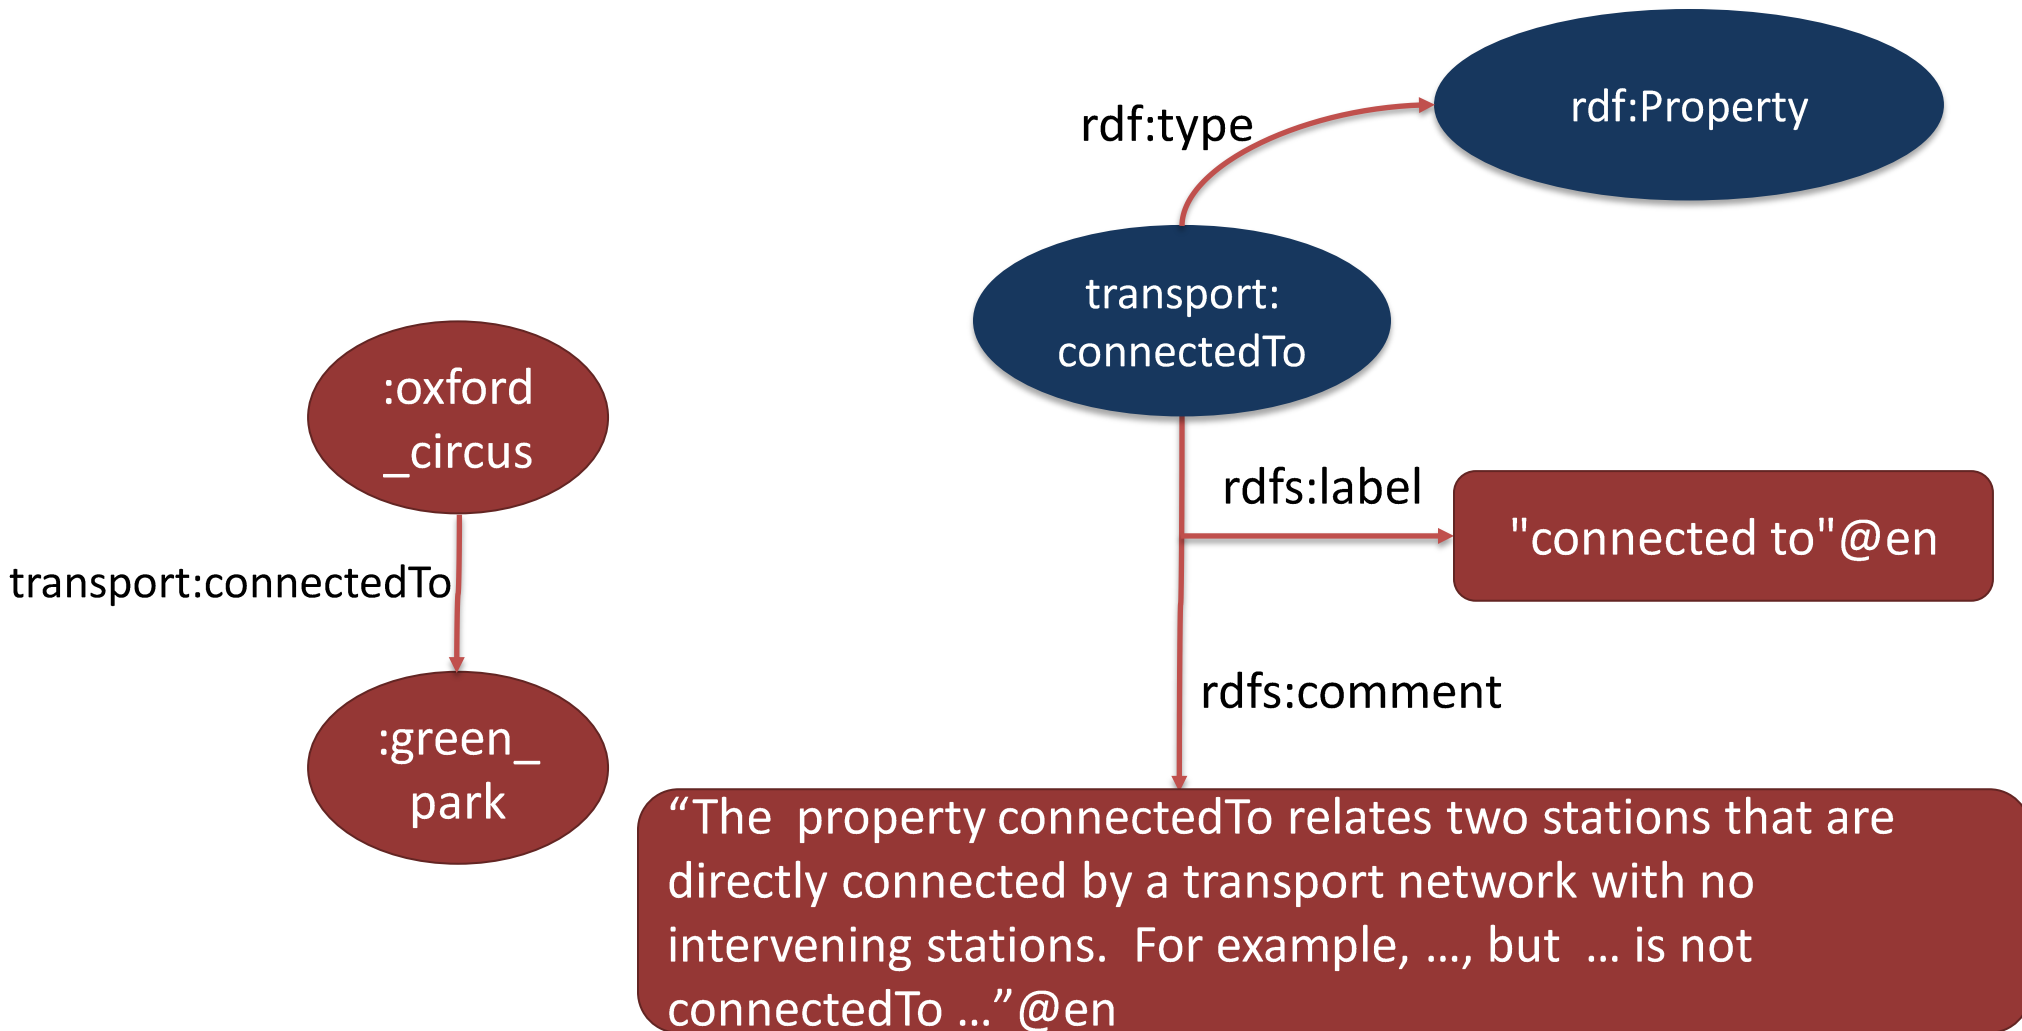 rdf:type
rdf:Property
transport:
connectedTo
:oxford
_circus
transport:connectedTo
:green_
park
rdfs:label
"connected to"@en
rdfs:comment
“The  property connectedTo relates two stations that are
directly connected by a transport network with no
intervening stations.  For example, …, but  … is not
connectedTo …”@en